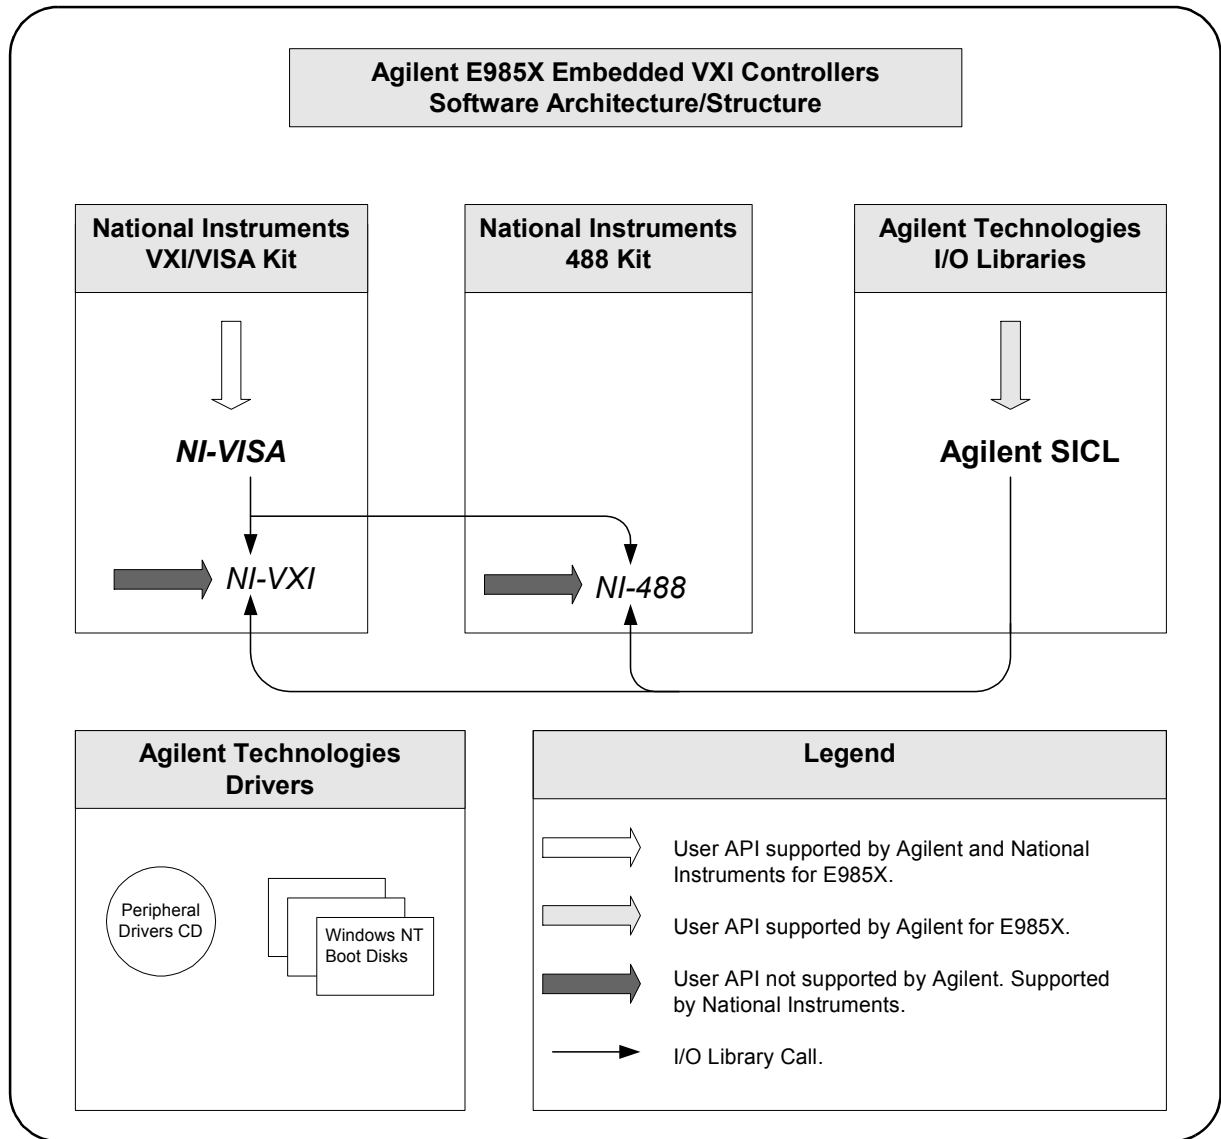 Agilent E985X Embedded VXI Controllers
Software Architecture/Structure
National Instruments
VXI/VISA Kit
National Instruments
488 Kit
Agilent Technologies
I/O Libraries
NI-VISA
Agilent SICL
NI-VXI
NI-488
Agilent Technologies
Drivers
Peripheral
Drivers CD
Windows NT
Boot Disks
Legend
User API supported by Agilent and National
Instruments for E985X.
User API supported by Agilent for E985X.
User API not supported by Agilent. Supported
by National Instruments.
I/O Library Call.